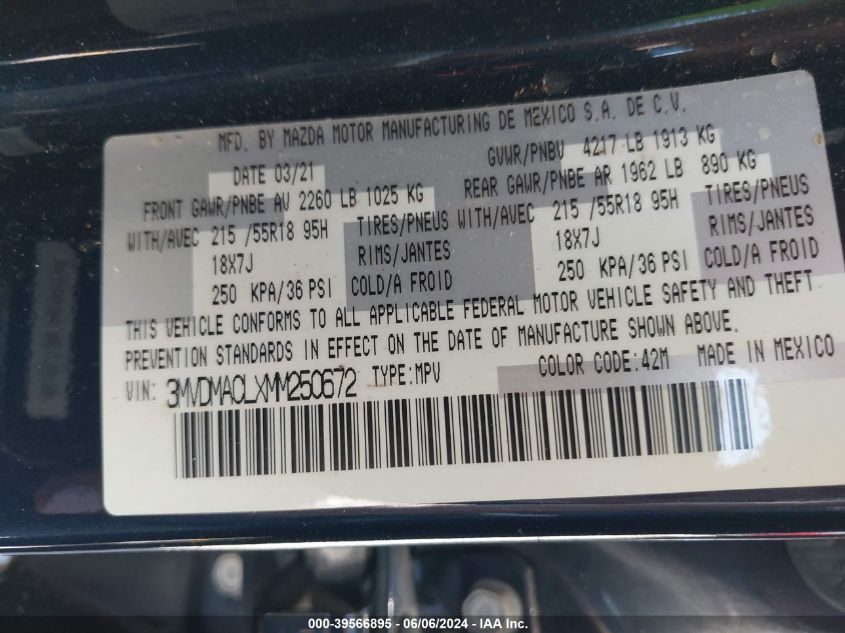 MFD. BY MAZDA MOTOR MANUFACTURING DE MEXICO S.A. DE C.V.
DATE 03/21 GVWR/PNBV 4217 LB 1913 KG
FRONT GAWR/PNBE AV 2260 LB 1025 KG REAR GAWR/PNBE AR 1962 LB 890 KG
WITH/AVEC 215 /55R18 95H TIRES/PNEUS WITH/AVEC 215 /55R18 95H TIRES/PNEUS
18X7J RIMS/JANTES 18X7J RIMS/JANTES
250 KPA/36 PSI COLD/A FROID 250 KPA/36 PSI COLD/A FROID
THIS VEHICLE CONFORMS TO ALL APPLICABLE FEDERAL MOTOR VEHICLE SAFETY AND THEFT
PREVENTION STANDARDS IN EFFECT ON THE DATE OF MANUFACTURE SHOWN ABOVE.
VIN: 3MVDMACLXMM250672 TYPE:MPV COLOR CODE:42M MADE IN MEXICO
000-39566895 - 06/06/2024 - IAA Inc.